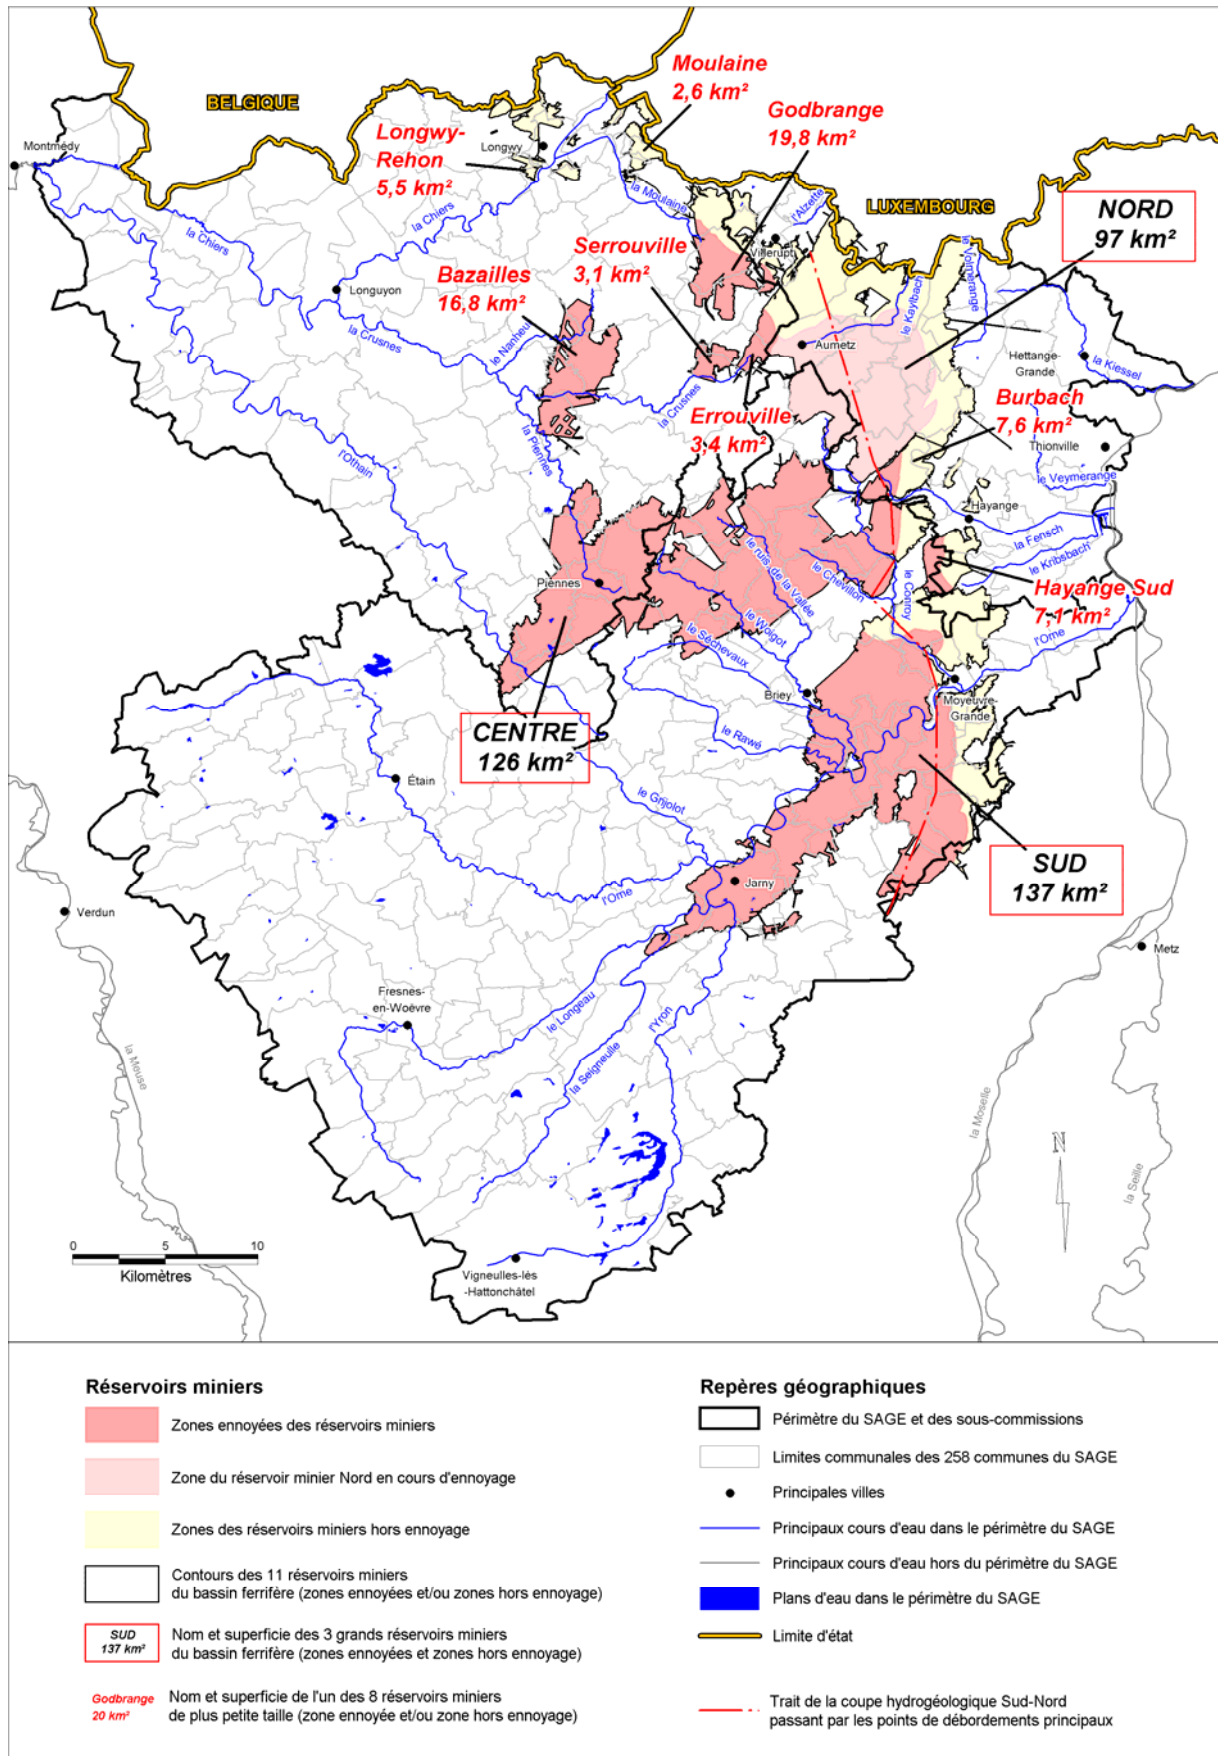 BELGIQUE
Moulaine
2,6 km²
Godbrange
19,8 km²
Longwy-
Rehon
5,5 km²
Longwy
Montmédy
la Moulaine
l'Alzette
LUXEMBOURG
NORD
97 km²
la Chiers
la Chiers
Villerupt
le Volmerange
Serrouville
3,1 km²
Bazailles
16,8 km²
Longuyon
le Kaylbach
Aumetz
Hettange-
Grande
la Kiessel
la Crusnes
le Nanheu
la Crusnes
Burbach
7,6 km²
Errouville
3,4 km²
Thionville
la Piennes
l'Othain
le Veymerange
Hayange
la Fensch
le Kribsbach
Piennes
le ruis. de la Vallée
le Chevillon
le Conroy
Hayange Sud
7,1 km²
le Woigot
l'Orne
le Séchevaux
Briey
Moyeuvre-
Grande
CENTRE
126 km²
le Rawé
Étain
le Grijolot
SUD
137 km²
Jarny
l'Orne
Verdun
Metz
Fresnes-
en-Woëvre
le Longeau
l'Yron
la Seigneulle
la Meuse
la Moselle
la Seille
N
0 5 10
Kilomètres
Vigneulles-lès
-Hattonchâtel
Réservoirs miniers
Zones ennoyées des réservoirs miniers
Zone du réservoir minier Nord en cours d'ennoyage
Zones des réservoirs miniers hors ennoyage
Contours des 11 réservoirs miniers
du bassin ferrifère (zones ennoyées et/ou zones hors ennoyage)
SUD
137 km²
Nom et superficie des 3 grands réservoirs miniers
du bassin ferrifère (zones ennoyées et zones hors ennoyage)
Godbrange
20 km²
Nom et superficie de l'un des 8 réservoirs miniers
de plus petite taille (zone ennoyée et/ou zone hors ennoyage)
Repères géographiques
Périmètre du SAGE et des sous-commissions
Limites communales des 258 communes du SAGE
Principales villes
Principaux cours d'eau dans le périmètre du SAGE
Principaux cours d'eau hors du périmètre du SAGE
Plans d'eau dans le périmètre du SAGE
Limite d'état
Trait de la coupe hydrogéologique Sud-Nord
passant par les points de débordements principaux